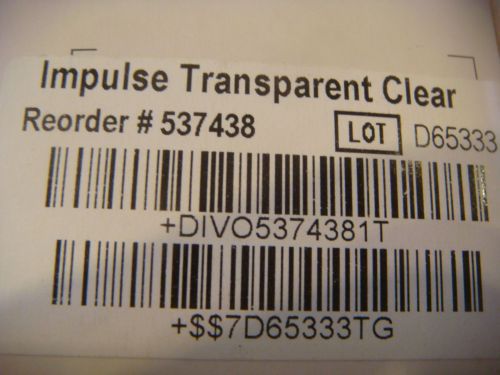 Impulse Transparent Clear
Reorder # 537438 LOT D65333
+DIVO5374381T
+$$7D65333TG